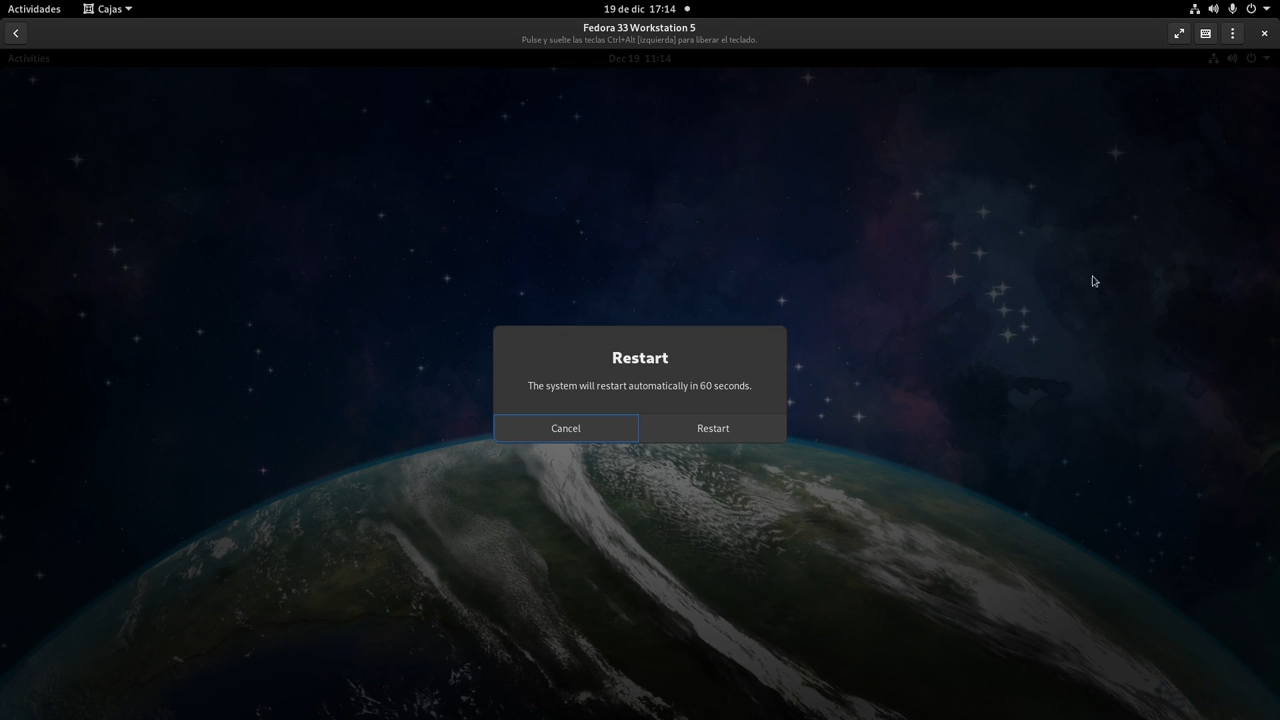 Actividades Cajas 19 de dic 17:14
Fedora 33 Workstation 5
Pulse y suelte las teclas Ctrl+Alt [izquierda] para liberar el teclado.
Activities Dec 19 11:14
Restart
The system will restart automatically in 60 seconds.
Cancel Restart